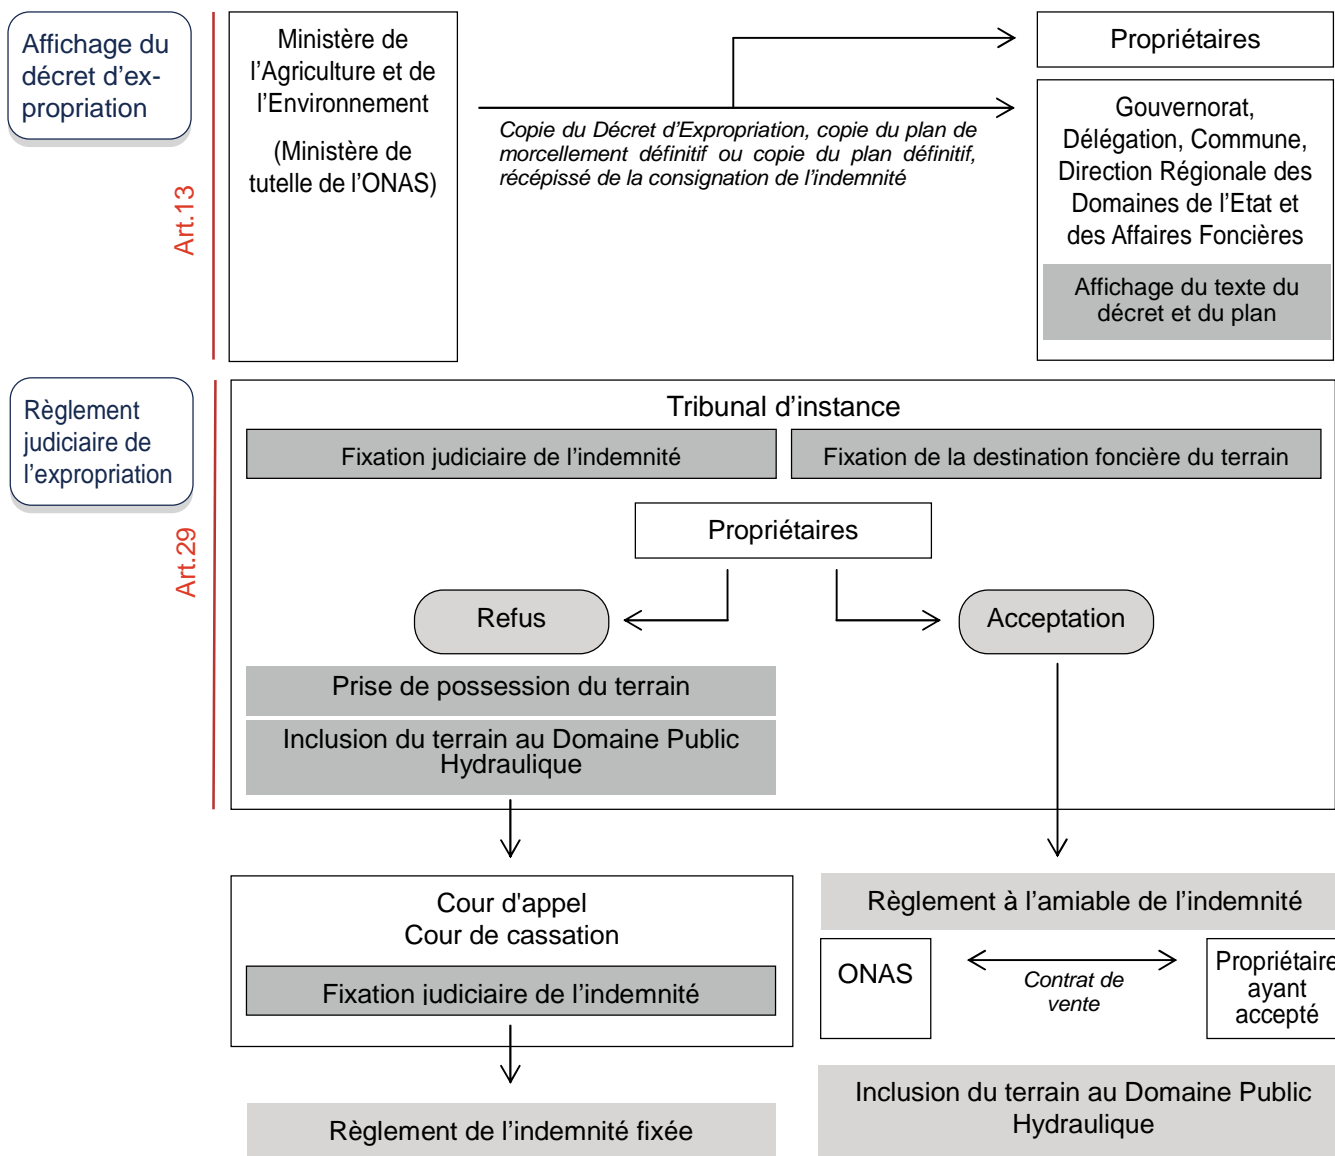 Affichage du
décret d'ex-
propriation
Art.13
Ministère de
l'Agriculture et de
l'Environnement
(Ministère de
tutelle de l'ONAS)
Copie du Décret d'Expropriation, copie du plan de
morcellement définitif ou copie du plan définitif,
récépissé de la consignation de l'indemnité
Propriétaires
Gouvernorat,
Délégation, Commune,
Direction Régionale des
Domaines de l'Etat et
des Affaires Foncières
Affichage du texte du
décret et du plan
Règlement
judiciaire de
l'expropriation
Art.29
Tribunal d'instance
Fixation judiciaire de l'indemnité
Fixation de la destination foncière du terrain
Propriétaires
Refus
Acceptation
Prise de possession du terrain
Inclusion du terrain au Domaine Public
Hydraulique
Cour d'appel
Cour de cassation
Fixation judiciaire de l'indemnité
Règlement de l'indemnité fixée
Règlement à l'amiable de l'indemnité
ONAS
Contrat de
vente
Propriétaire
ayant
accepté
Inclusion du terrain au Domaine Public
Hydraulique